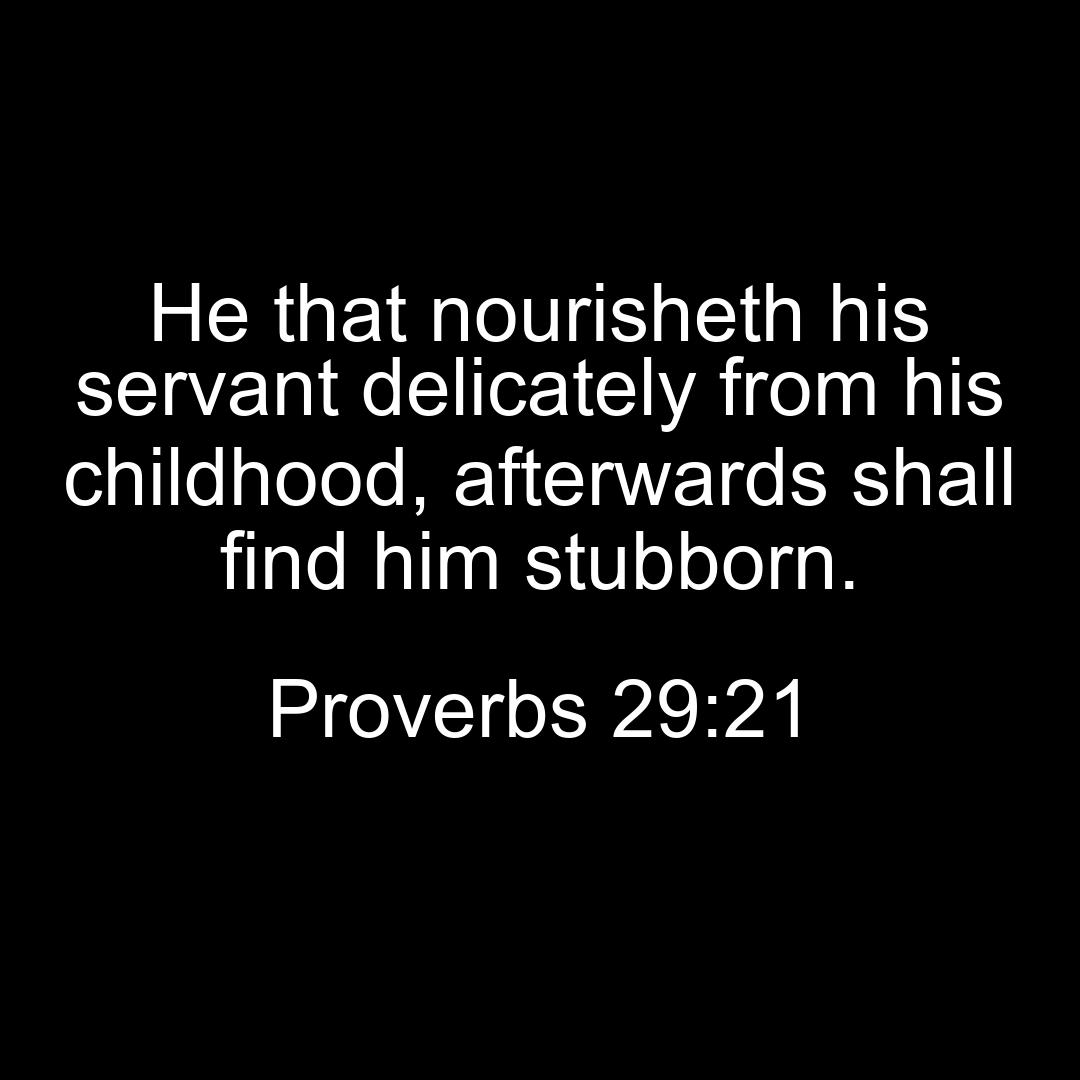 He that nourisheth his
servant delicately from his
childhood, afterwards shall
find him stubborn.
Proverbs 29:21